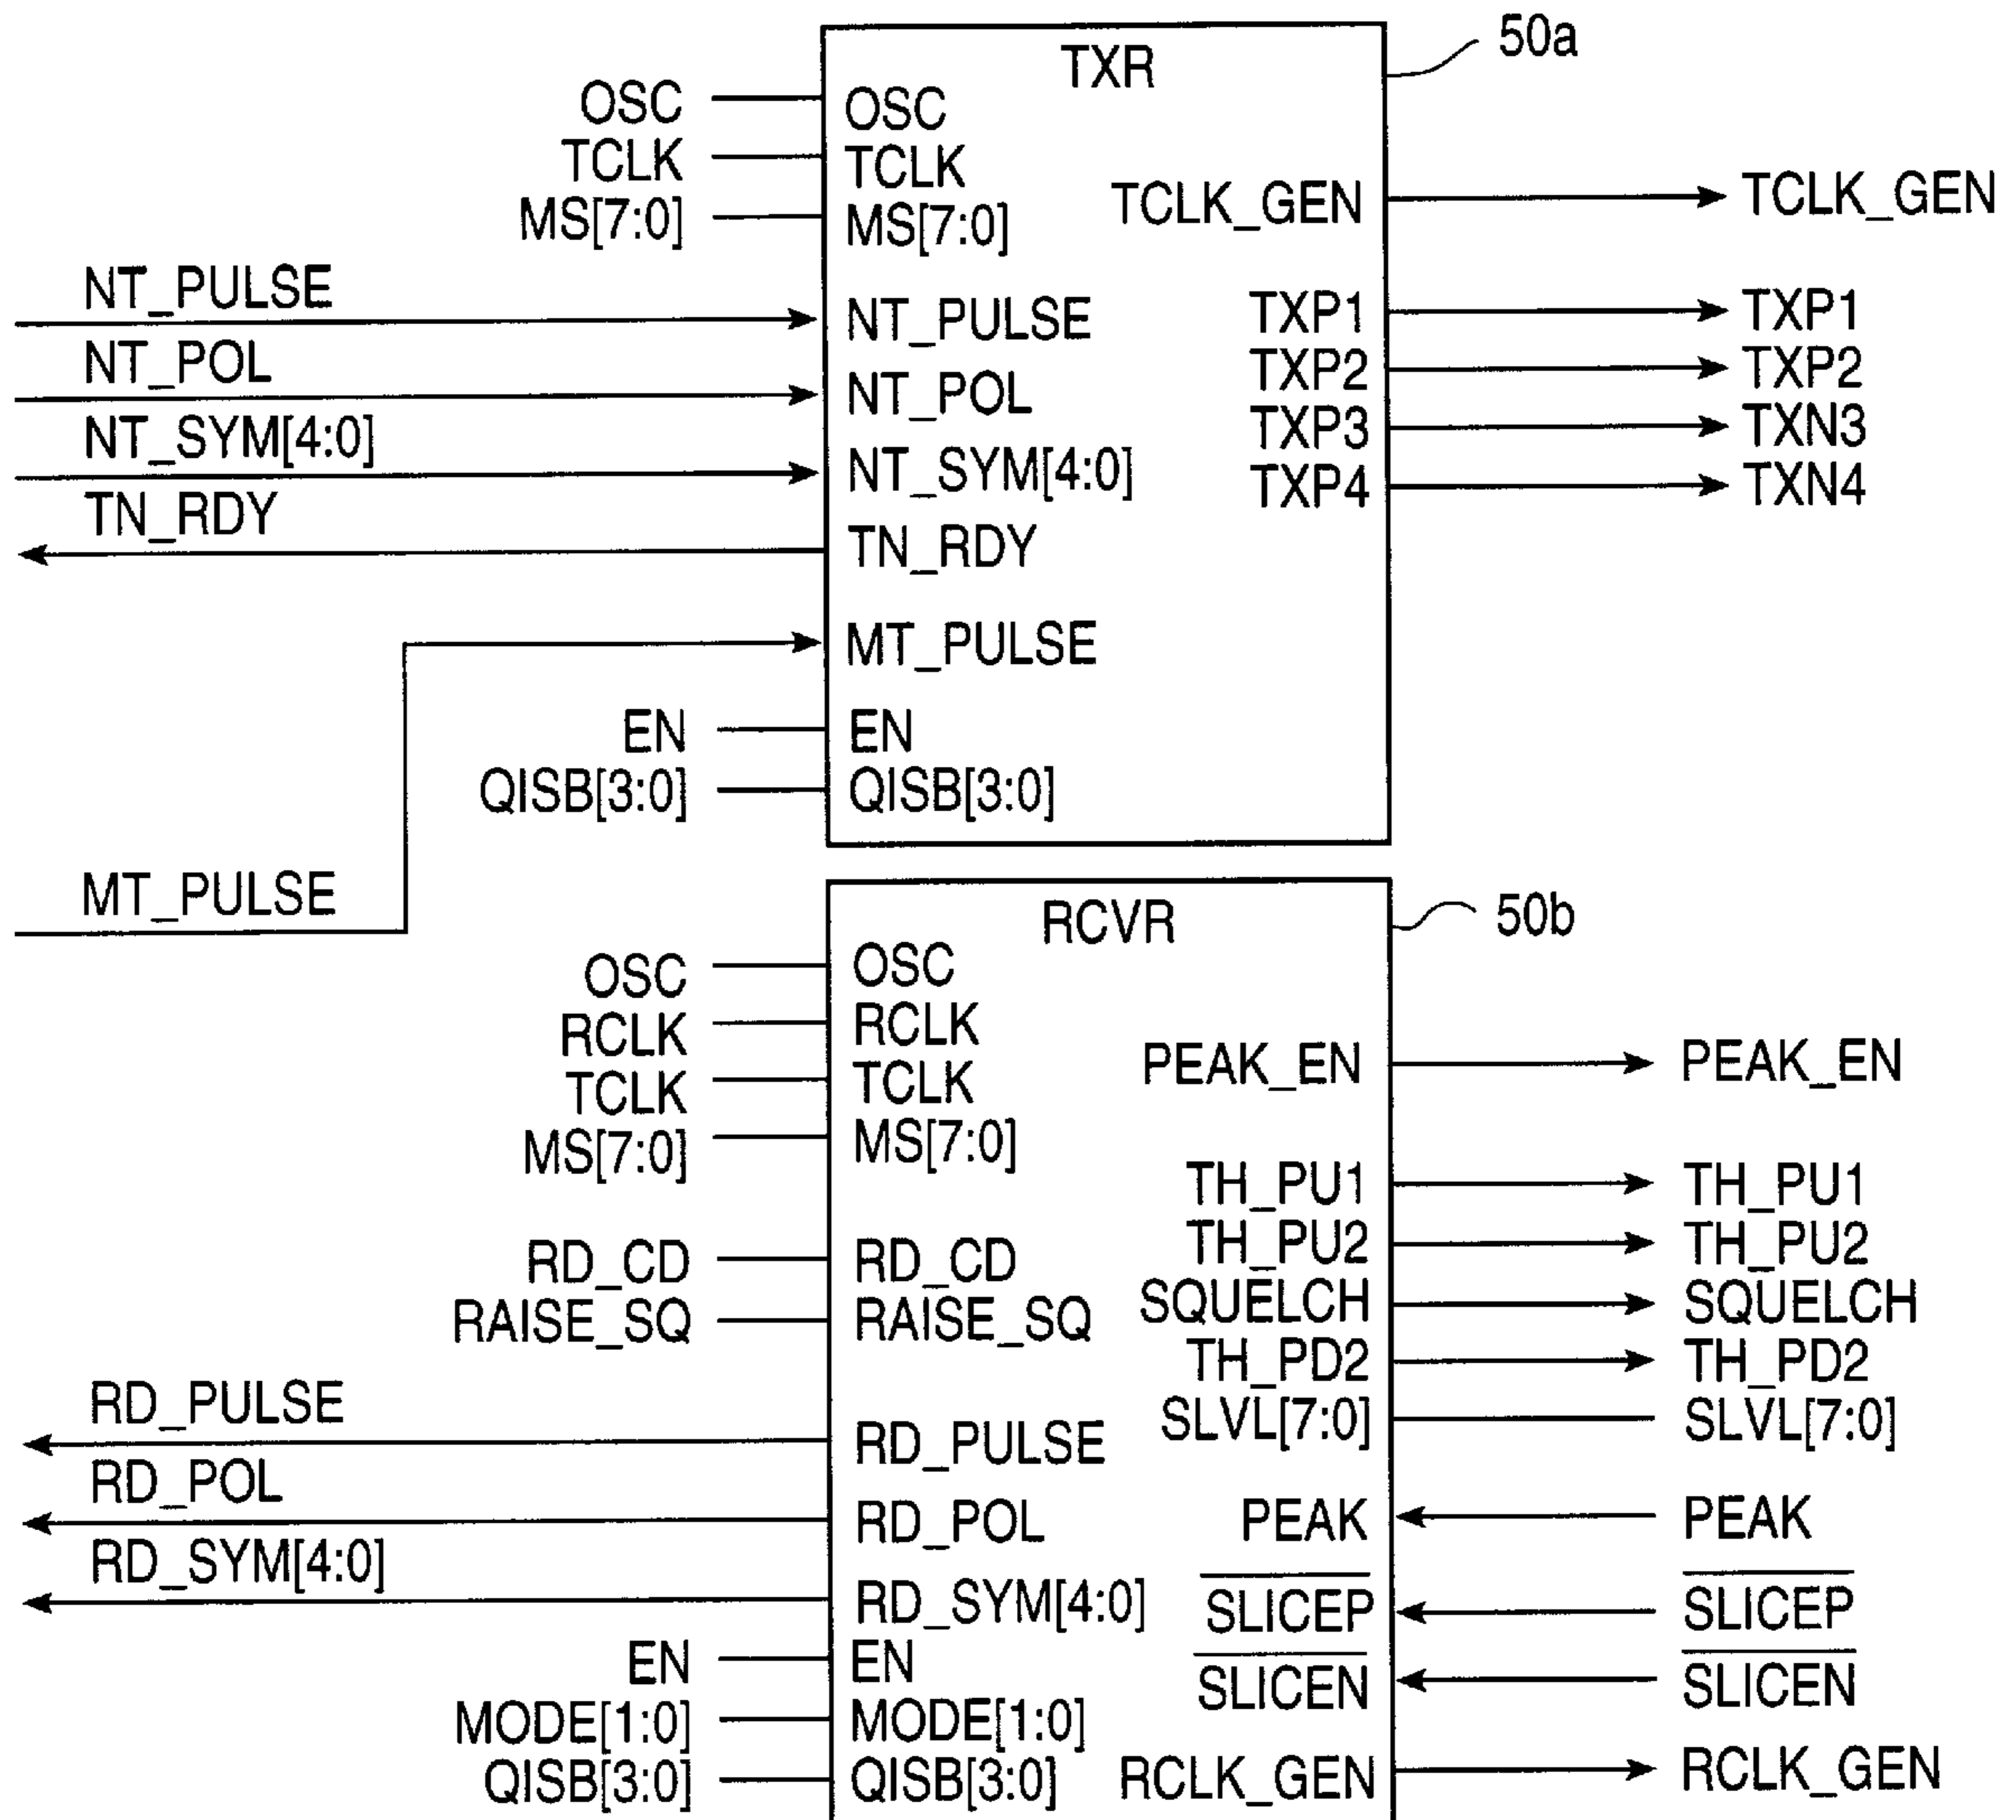 TXR
50a
OSC OSC
TCLK TCLK
MS[7:0] MS[7:0]
TCLK_GEN TCLK_GEN
NT_PULSE NT_PULSE
TXP1 TXP1
NT_POL NT_POL
TXP2 TXP2
TXP3 TXN3
NT_SYM[4:0] NT_SYM[4:0]
TXP4 TXN4
TN_RDY TN_RDY
MT_PULSE
EN EN
QISB[3:0] QISB[3:0]
MT_PULSE
RCVR
50b
OSC OSC
RCLK RCLK
TCLK TCLK
PEAK_EN PEAK_EN
MS[7:0] MS[7:0]
TH_PU1 TH_PU1
TH_PU2 TH_PU2
RD_CD RD_CD
SQUELCH SQUELCH
RAISE_SQ RAISE_SQ
TH_PD2 TH_PD2
SLVL[7:0] SLVL[7:0]
RD_PULSE RD_PULSE
RD_POL RD_POL
PEAK PEAK
RD_SYM[4:0] RD_SYM[4:0]
SLICEP SLICEP
EN EN
SLICEN SLICEN
MODE[1:0] MODE[1:0]
QISB[3:0] QISB[3:0]
RCLK_GEN RCLK_GEN